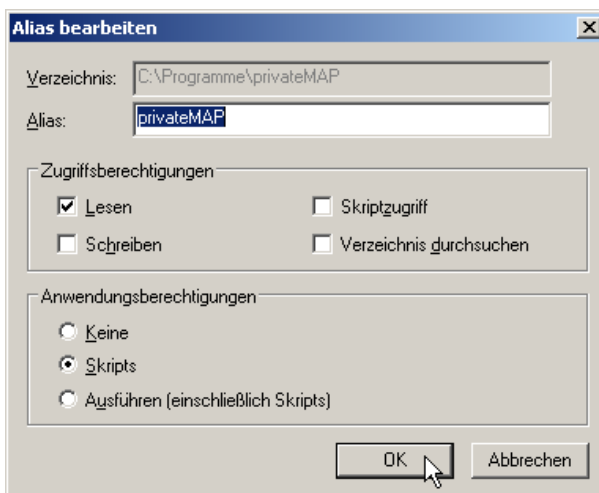 Alias bearbeiten
Verzeichnis: C:\Programme\privateMAP
Alias: privateMAP
Zugriffsberechtigungen
Lesen Skriptzugriff
Schreiben Verzeichnis durchsuchen
Anwendungsberechtigungen
Keine
Skripts
Ausführen (einschließlich Skripts)
OK Abbrechen